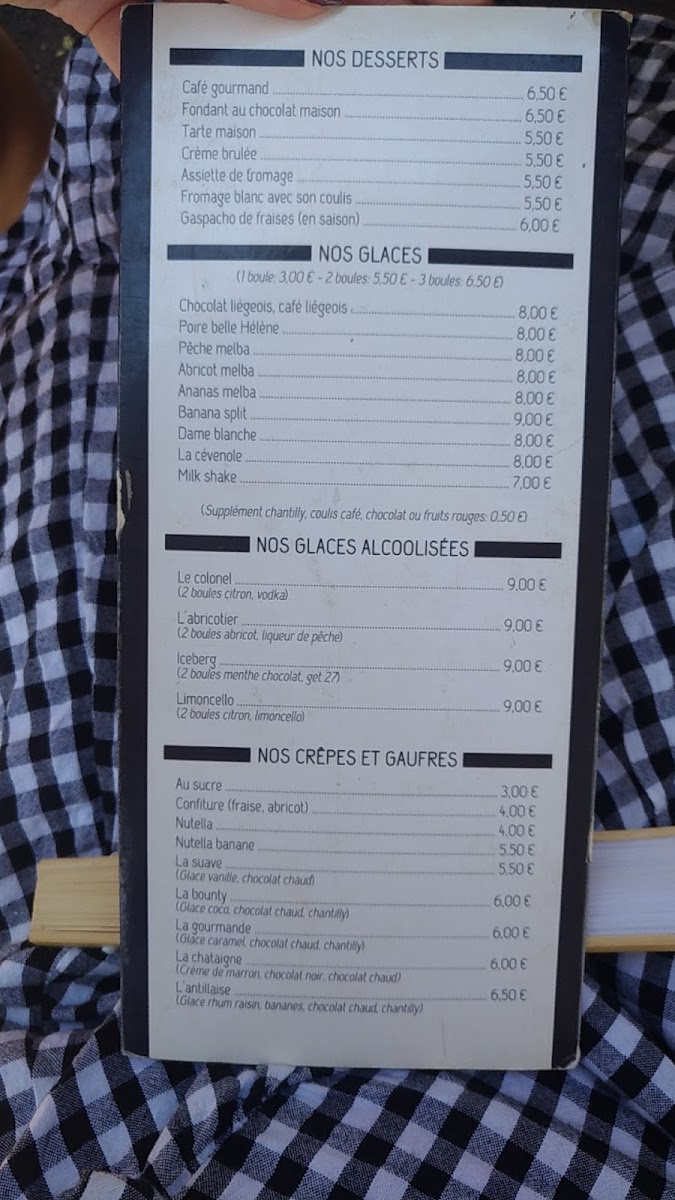 NOS DESSERTS
Café gourmand 6,50 €
Fondant au chocolat maison 6,50 €
Tarte maison 5,50 €
Crème brulée 5,50 €
Assiette de fromage 5,50 €
Fromage blanc avec son coulis 5,50 €
Gaspacho de fraises (en saison) 6,00 €
NOS GLACES
(1 boule: 3,00 € - 2 boules: 5,50 € - 3 boules: 6,50 €)
Chocolat liégeois, café liégeois 8,00 €
Poire belle Hélène 8,00 €
Pêche melba 8,00 €
Abricot melba 8,00 €
Ananas melba 8,00 €
Banana split 9,00 €
Dame blanche 8,00 €
La cévenole 8,00 €
Milk shake 7,00 €
(Supplément chantilly, coulis café, chocolat ou fruits rouges: 0,50 €)
NOS GLACES ALCOOLISÉES
Le colonel 9,00 €
(2 boules citron, vodka)
L'abricotier 9,00 €
(2 boules abricot, liqueur de pêche)
Iceberg 9,00 €
(2 boules menthe chocolat, get 27)
Limoncello 9,00 €
(2 boules citron, limoncello)
NOS CRÊPES ET GAUFRES
Au sucre 3,00 €
Confiture (fraise, abricot) 4,00 €
Nutella 4,00 €
Nutella banane 5,50 €
La suave 5,50 €
(Glace vanille, chocolat chaud)
La bounty 6,00 €
(Glace coco, chocolat chaud, chantilly)
La gourmande 6,00 €
(Glace caramel, chocolat chaud, chantilly)
La chataigne 6,00 €
(Crème de marron, chocolat noir, chocolat chaud)
L'antillaise 6,50 €
(Glace rhum raisin, bananes, chocolat chaud, chantilly)